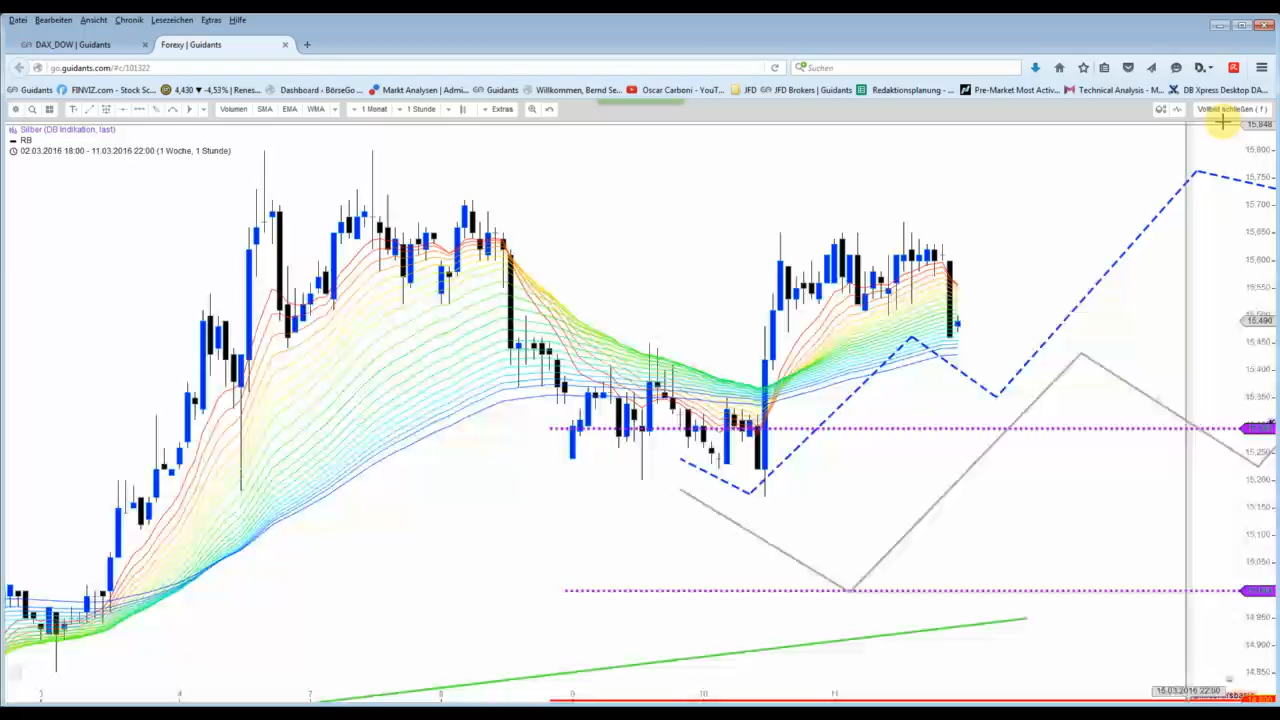 Datei Bearbeiten Ansicht Chronik Lesezeichen Extras Hilfe
DAX_DOW | Guidants × Forexy | Guidants × +
go.guidants.com/#c/101322 Suchen
Guidants FINVIZ.com - Stock Sc... 4,430 ▼ -4,53% | Renes... Dashboard - BörseGo ... Markt Analysen | Admi... Guidants Willkommen, Bernd Se... Oscar Carboni - YouT... JFD JFD Brokers | Guidants Redaktionsplanung - ... Pre-Market Most Activ... Technical Analysis - M... DB Xpress Desktop DA...
Volumen SMA EMA WMA 1 Monat 1 Stunde Extras Vollbild schließen ( f )
Silber (DB Indikation, last)
RB
02.03.2016 18:00 - 11.03.2016 22:00 (1 Woche, 1 Stunde)
15,848
15,800
15,750
15,700
15,650
15,600
15,550
15,490
15,450
15,400
15,350
15,250
15,200
15,150
15,100
15,050
14,950
14,900
14,850
3 4 7 8 9 10 11
15.03.2016 22:00